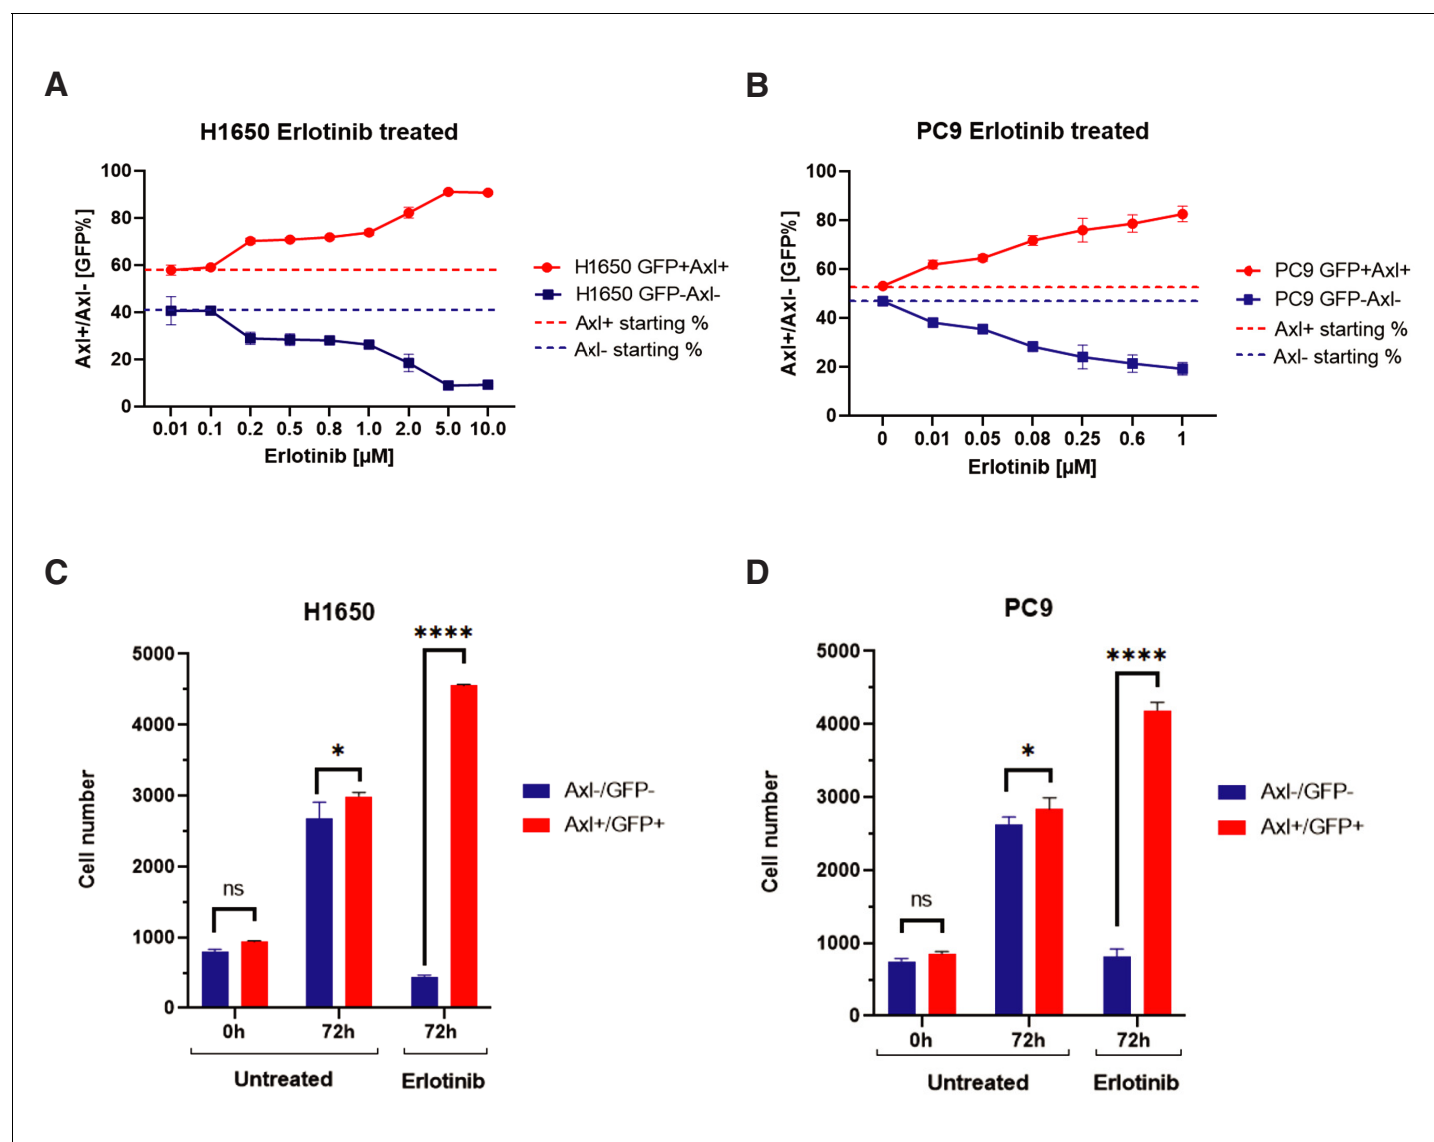 A
H1650 Erlotinib treated
100
80
60
40
20
0
Axl+/Axl- [GFP%]
0.01 0.1 0.2 0.5 0.8 1.0 2.0 5.0 10.0
Erlotinib [µM]
H1650 GFP+Axl+
H1650 GFP-Axl-
Axl+ starting %
Axl- starting %
B
PC9 Erlotinib treated
100
80
60
40
20
0
Axl+/Axl- [GFP%]
0 0.01 0.05 0.08 0.25 0.6 1
Erlotinib [µM]
PC9 GFP+Axl+
PC9 GFP-Axl-
Axl+ starting %
Axl- starting %
C
H1650
5000
4000
3000
2000
1000
0
Cell number
ns
*
****
0h 72h 72h
Untreated Erlotinib
Axl-/GFP-
Axl+/GFP+
D
PC9
5000
4000
3000
2000
1000
0
Cell number
ns
*
****
0h 72h 72h
Untreated Erlotinib
Axl-/GFP-
Axl+/GFP+